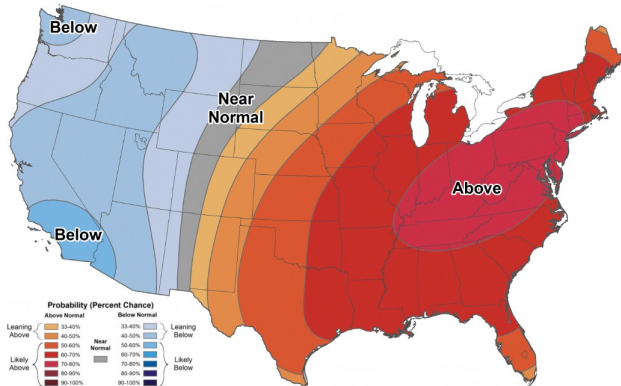 Below
Near
Normal
Above
Below
Probability (Percent Chance)
Above Normal
Below Normal
Leaning
Above
33-40%
40-50%
Near
Normal
33-40%
40-50%
Leaning
Below
Likely
Above
50-60%
60-70%
70-80%
80-90%
90-100%
50-60%
60-70%
70-80%
80-90%
90-100%
Likely
Below